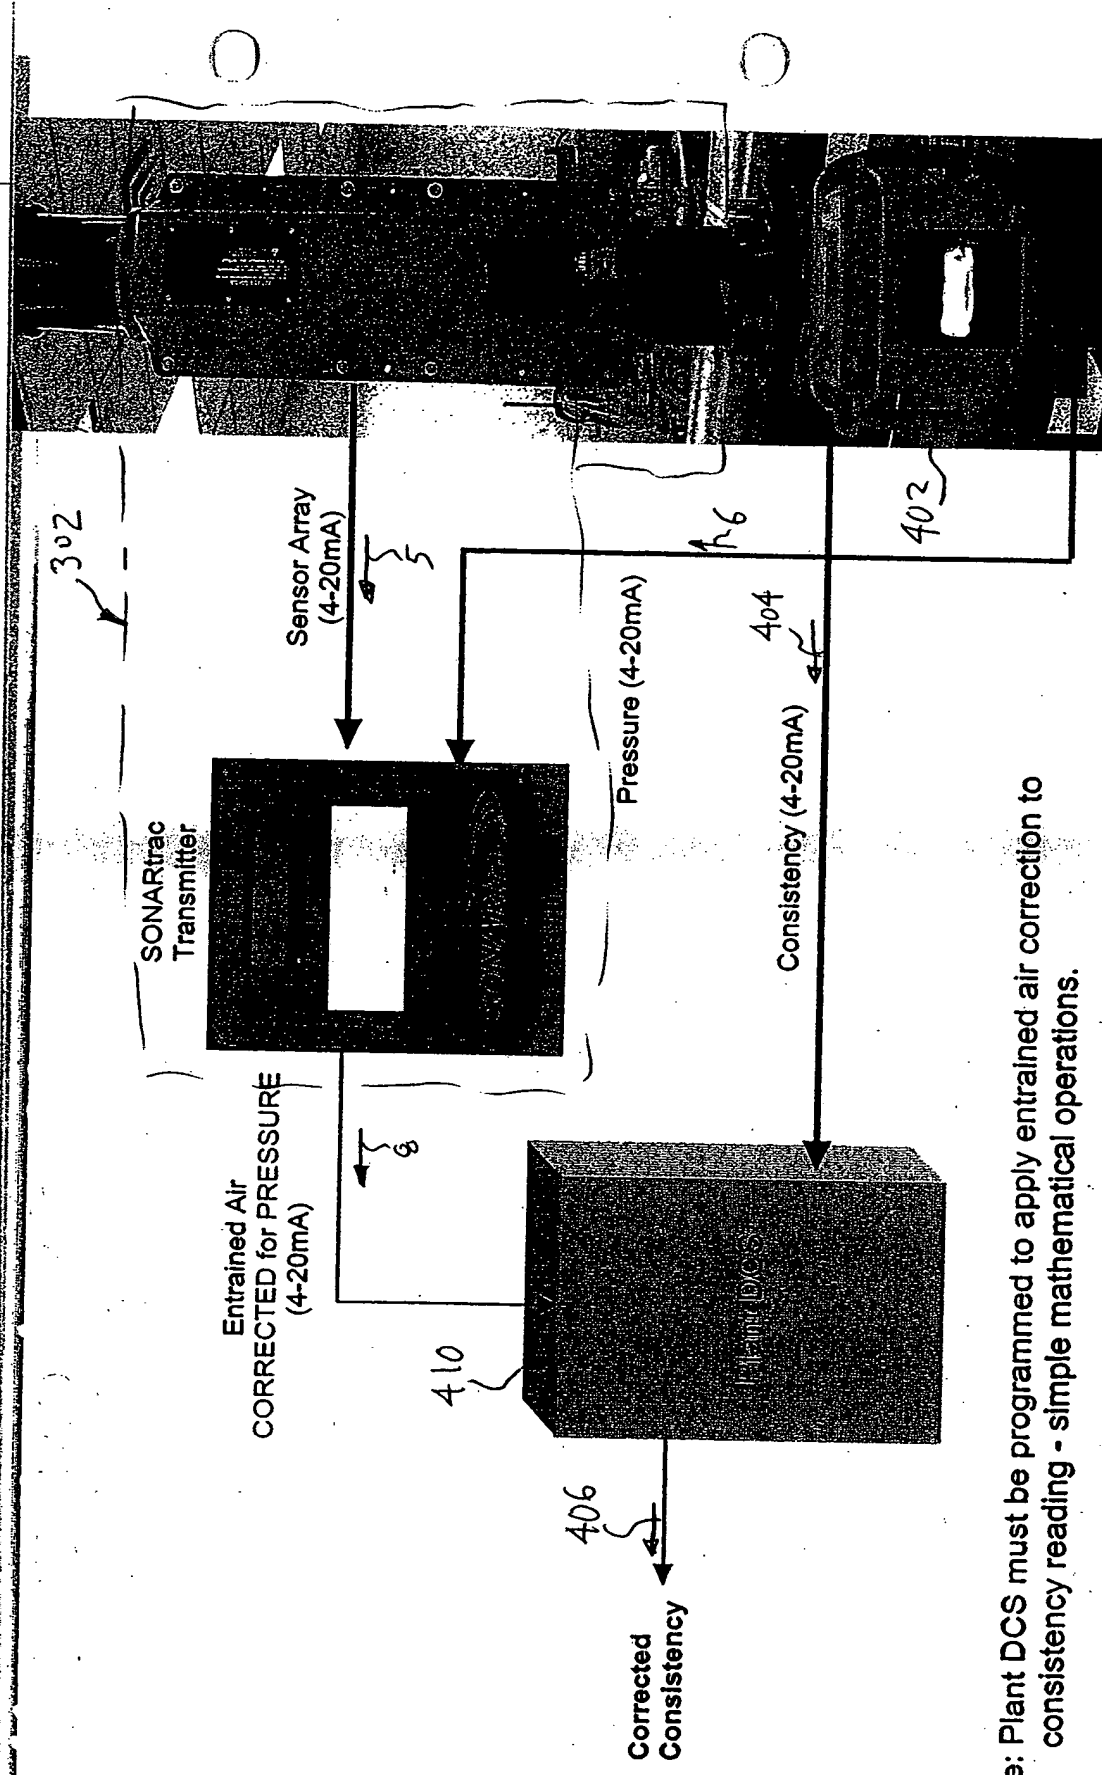 302
SONARtrac
Transmitter
Sensor Array
(4-20mA)
5
Entrained Air
CORRECTED for PRESSURE
(4-20mA)
8
Pressure (4-20mA)
6
410
Plant DCS
404
402
Consistency (4-20mA)
406
Corrected
Consistency
e: Plant DCS must be programmed to apply entrained air correction to
consistency reading - simple mathematical operations.